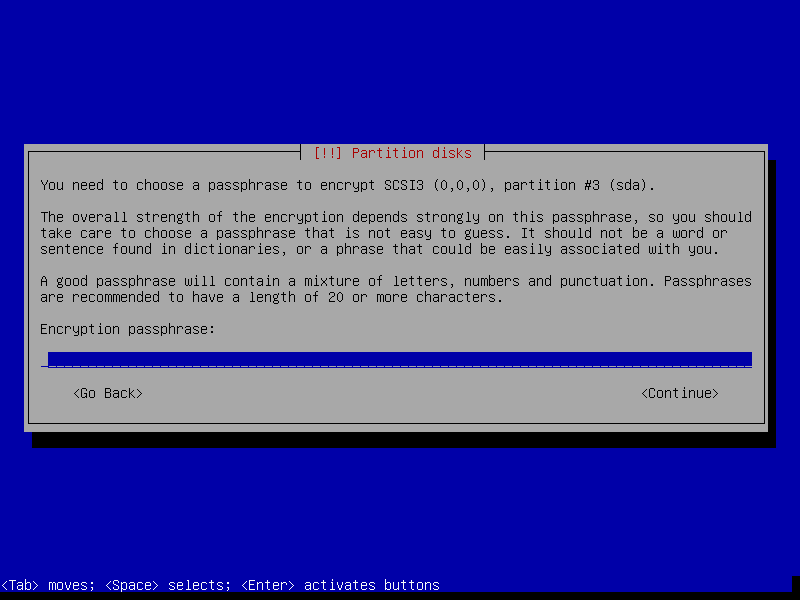 [!!] Partition disks
You need to choose a passphrase to encrypt SCSI3 (0,0,0), partition #3 (sda).
The overall strength of the encryption depends strongly on this passphrase, so you should
take care to choose a passphrase that is not easy to guess. It should not be a word or
sentence found in dictionaries, or a phrase that could be easily associated with you.
A good passphrase will contain a mixture of letters, numbers and punctuation. Passphrases
are recommended to have a length of 20 or more characters.
Encryption passphrase:
<Go Back> <Continue>
<Tab> moves; <Space> selects; <Enter> activates buttons